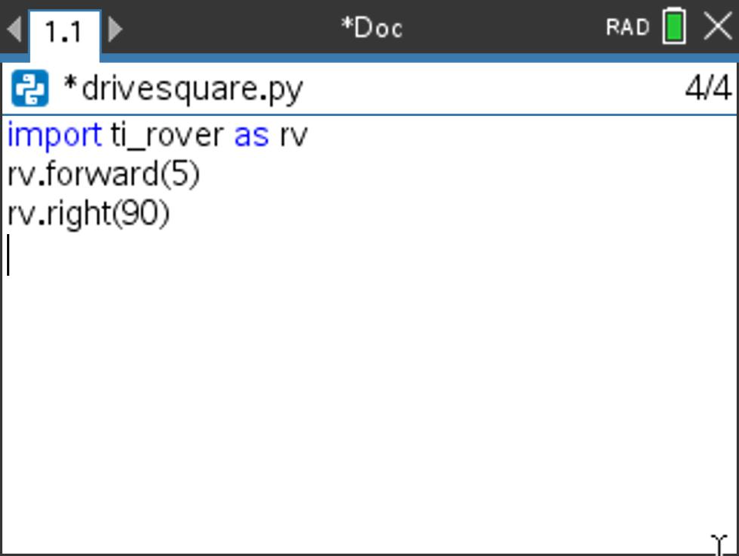 1.1 *Doc RAD
*drivesquare.py 4/4
import ti_rover as rv
rv.forward(5)
rv.right(90)